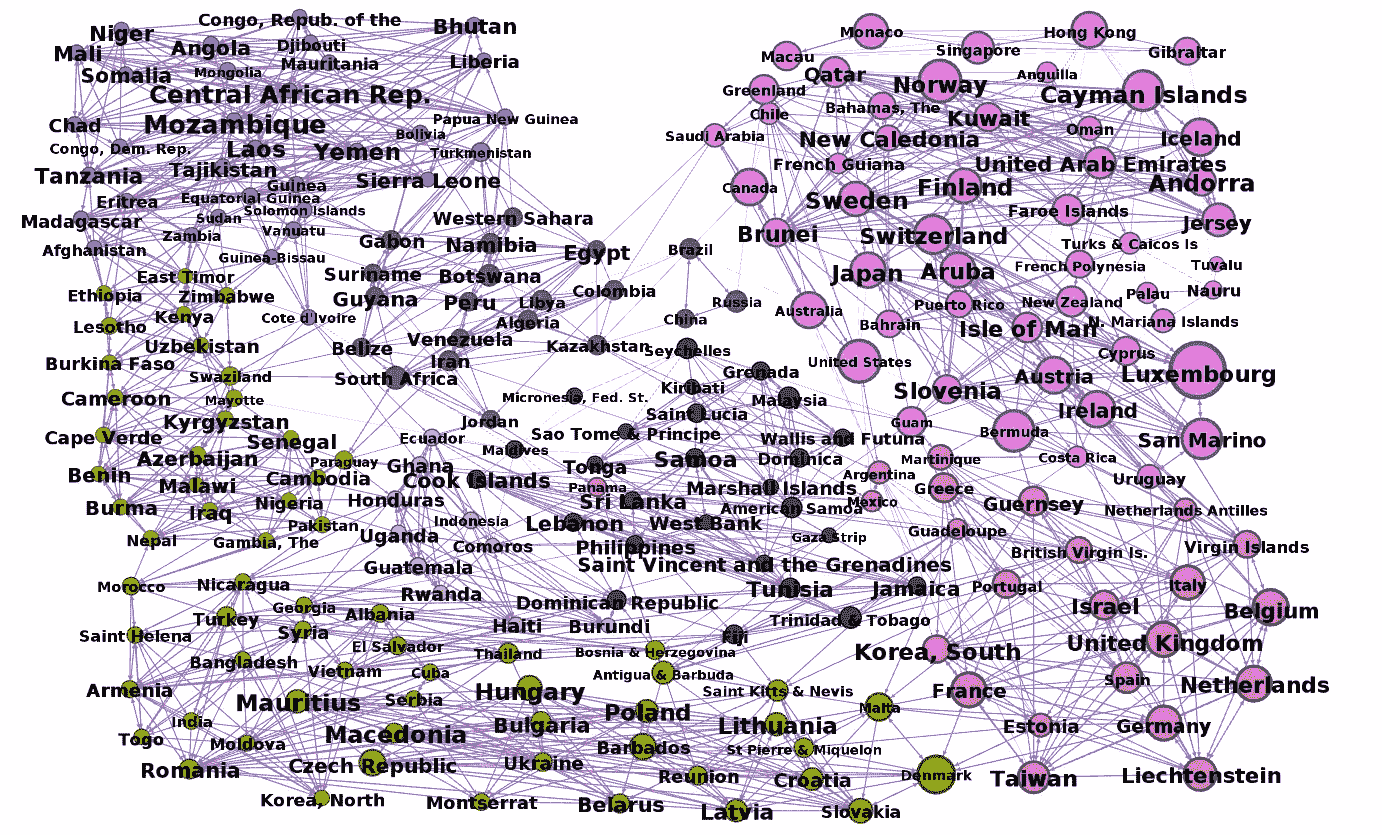 Congo, Repub. of the
Niger
Bhutan
Mali
Angola
Djibouti
Mauritania
Liberia
Somalia
Mongolia
Central African Rep.
Chad
Mozambique
Papua New Guinea
Bolivia
Congo, Dem. Rep.
Laos
Yemen
Turkmenistan
Tanzania
Tajikistan
Guinea
Sierra Leone
Eritrea
Equatorial Guinea
Solomon Islands
Madagascar
Sudan
Western Sahara
Vanuatu
Zambia
Afghanistan
Gabon
Namibia
Egypt
Guinea-Bissau
East Timor
Suriname
Botswana
Ethiopia
Zimbabwe
Guyana
Peru
Libya
Colombia
Kenya
Cote d'Ivoire
Algeria
Lesotho
Uzbekistan
Belize
Venezuela
Kazakhstan
Burkina Faso
Iran
Swaziland
South Africa
Cameroon
Mayotte
Micronesia, Fed. St.
Kyrgyzstan
Jordan
Cape Verde
Senegal
Ecuador
Maldives
Azerbaijan
Paraguay
Ghana
Benin
Malawi
Cambodia
Cook Islands
Burma
Iraq
Nigeria
Honduras
Nepal
Gambia, The
Pakistan
Uganda
Indonesia
Comoros
Guatemala
Rwanda
Monaco
Hong Kong
Macau
Singapore
Gibraltar
Qatar
Norway
Anguilla
Greenland
Cayman Islands
Chile
Bahamas, The
Kuwait
Saudi Arabia
New Caledonia
Oman
Iceland
French Guiana
United Arab Emirates
Canada
Sweden
Finland
Andorra
Faroe Islands
Jersey
Brunei
Switzerland
Turks & Caicos Is
Brazil
Japan
Aruba
French Polynesia
Tuvalu
Russia
Australia
Puerto Rico
New Zealand
Palau
Nauru
China
Bahrain
Isle of Man
N. Mariana Islands
Seychelles
United States
Cyprus
Grenada
Kiribati
Malaysia
Slovenia
Austria
Luxembourg
Saint Lucia
Guam
Ireland
Sao Tome & Principe
Wallis and Futuna
Bermuda
San Marino
Tonga
Samoa
Dominica
Martinique
Costa Rica
Panama
Marshall Islands
Argentina
Greece
Uruguay
Sri Lanka
American Samoa
Mexico
Guernsey
Netherlands Antilles
Lebanon
West Bank
Gaza Strip
Guadeloupe
Philippines
British Virgin Is.
Virgin Islands
Saint Vincent and the Grenadines
Tunisia
Jamaica
Portugal
Italy
Dominican Republic
Trinidad & Tobago
Israel
Belgium
Haiti
Burundi
Fiji
Korea, South
United Kingdom
Morocco
Nicaragua
Georgia
Albania
Turkey
Saint Helena
Syria
El Salvador
Thailand
Bosnia & Herzegovina
Bangladesh
Vietnam
Cuba
Antigua & Barbuda
Armenia
Mauritius
Serbia
Hungary
Saint Kitts & Nevis
France
Spain
Netherlands
India
Poland
Malta
Togo
Moldova
Macedonia
Bulgaria
Lithuania
Estonia
Germany
Barbados
St Pierre & Miquelon
Romania
Czech Republic
Ukraine
Reunion
Croatia
Denmark
Taiwan
Liechtenstein
Korea, North
Montserrat
Belarus
Latvia
Slovakia